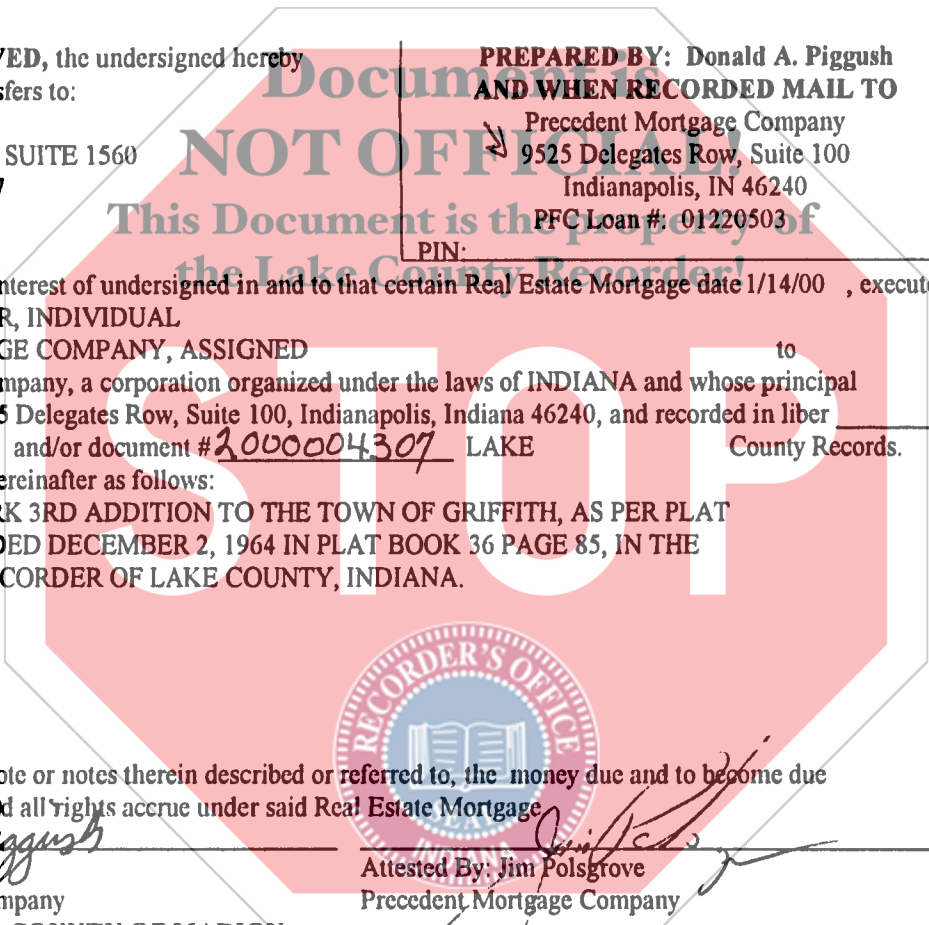 VED, the undersigned hereby
sfers to:
SUITE 1560
PREPARED BY: Donald A. Piggush
AND WHEN RECORDED MAIL TO
Precedent Mortgage Company
9525 Delegates Row, Suite 100
Indianapolis, IN 46240
PFC Loan #: 01220503
PIN:
Document is
NOT OFFICIAL!
This Document is the property of
the Lake County Recorder!
nterest of undersigned in and to that certain Real Estate Mortgage date 1/14/00 , execute
R, INDIVIDUAL
GE COMPANY, ASSIGNED to
mpany, a corporation organized under the laws of INDIANA and whose principal
5 Delegates Row, Suite 100, Indianapolis, Indiana 46240, and recorded in liber
and/or document # 2000004307 LAKE County Records.
ereinafter as follows:
RK 3RD ADDITION TO THE TOWN OF GRIFFITH, AS PER PLAT
DED DECEMBER 2, 1964 IN PLAT BOOK 36 PAGE 85, IN THE
CORDER OF LAKE COUNTY, INDIANA.
STOP
RECORDER'S OFFICE
SEAL
INDIANA
ote or notes therein described or referred to, the money due and to become due
d all rights accrue under said Real Estate Mortgage
ggush
Attested By: Jim Polsgrove
mpany
Precedent Mortgage Company
COUNTY OF MARION